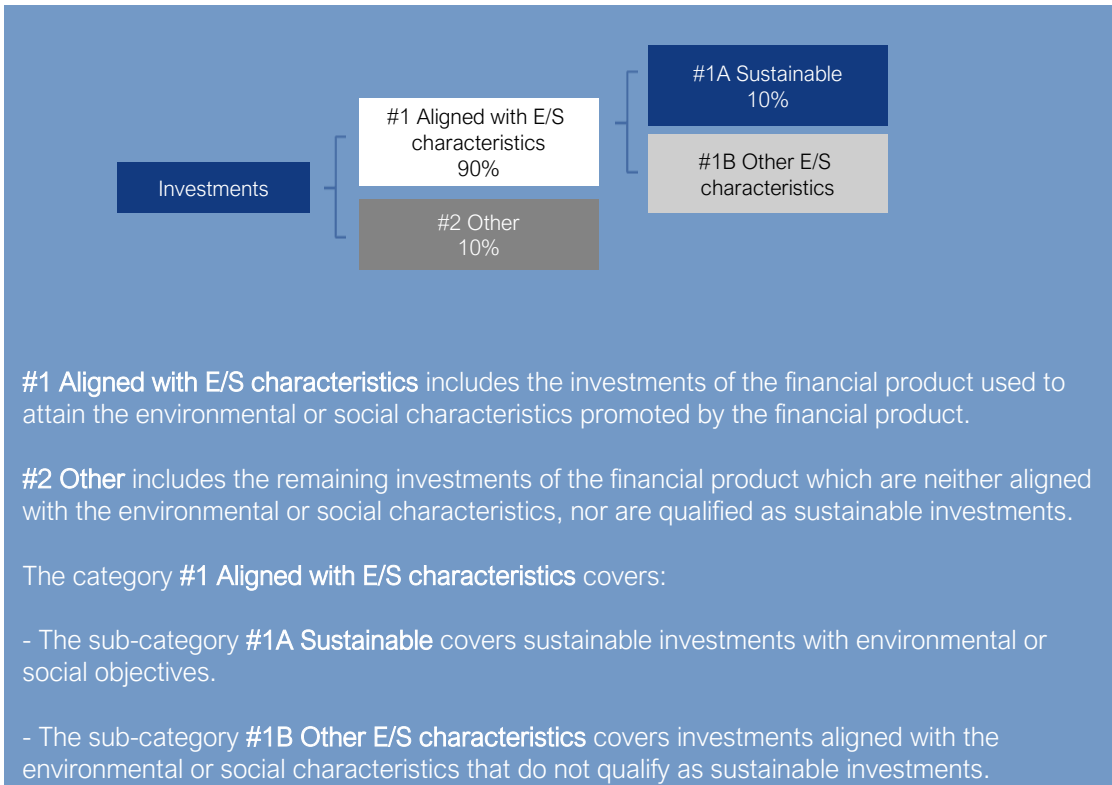 #1A Sustainable
10%
#1 Aligned with E/S
characteristics
90%
#1B Other E/S
characteristics
Investments
#2 Other
10%
#1 Aligned with E/S characteristics includes the investments of the financial product used to
attain the environmental or social characteristics promoted by the financial product.
#2 Other includes the remaining investments of the financial product which are neither aligned
with the environmental or social characteristics, nor are qualified as sustainable investments.
The category #1 Aligned with E/S characteristics covers:
- The sub-category #1A Sustainable covers sustainable investments with environmental or
social objectives.
- The sub-category #1B Other E/S characteristics covers investments aligned with the
environmental or social characteristics that do not qualify as sustainable investments.